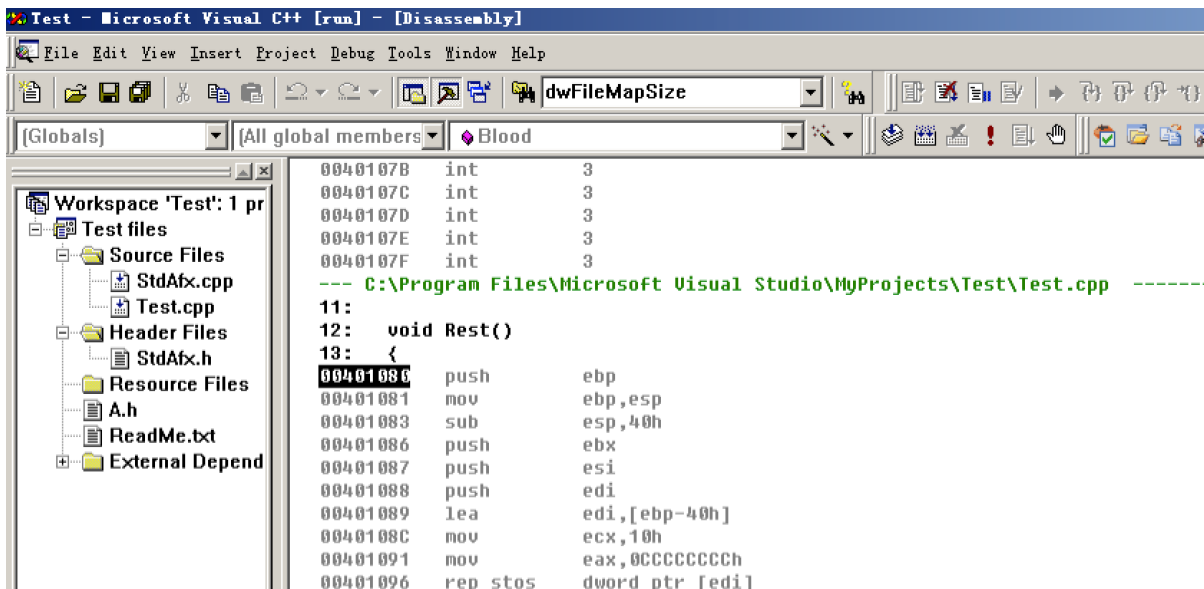 Test - Microsoft Visual C++ [run] - [Disassembly]
File Edit View Insert Project Debug Tools Window Help
dwFileMapSize
(Globals) (All global members Blood
Workspace 'Test': 1 pr
Test files
Source Files
StdAfx.cpp
Test.cpp
Header Files
StdAfx.h
Resource Files
A.h
ReadMe.txt
External Depend
0040107B int 3
0040107C int 3
0040107D int 3
0040107E int 3
0040107F int 3
--- C:\Program Files\Microsoft Visual Studio\MyProjects\Test\Test.cpp -------
11:
12: void Rest()
13: {
00401080 push ebp
00401081 mov ebp,esp
00401083 sub esp,40h
00401086 push ebx
00401087 push esi
00401088 push edi
00401089 lea edi,[ebp-40h]
0040108C mov ecx,10h
00401091 mov eax,0CCCCCCCCh
00401096 rep stos dword ptr [edi]